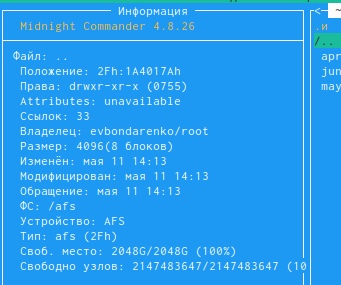 Информация
Midnight Commander 4.8.26
Файл: ..
Положение: 2Fh:1A4017Ah
Права: drwxr-xr-x (0755)
Attributes: unavailable
Ссылок: 33
Владелец: evbondarenko/root
Размер: 4096(8 блоков)
Изменён: мая 11 14:13
Модифицирован: мая 11 14:13
Обращение: мая 11 14:13
ФС: /afs
Устройство: AFS
Тип: afs (2Fh)
Своб. место: 2048G/2048G (100%)
Свободно узлов: 2147483647/2147483647 (10
<- ~
.и
/..
apr
jun
may